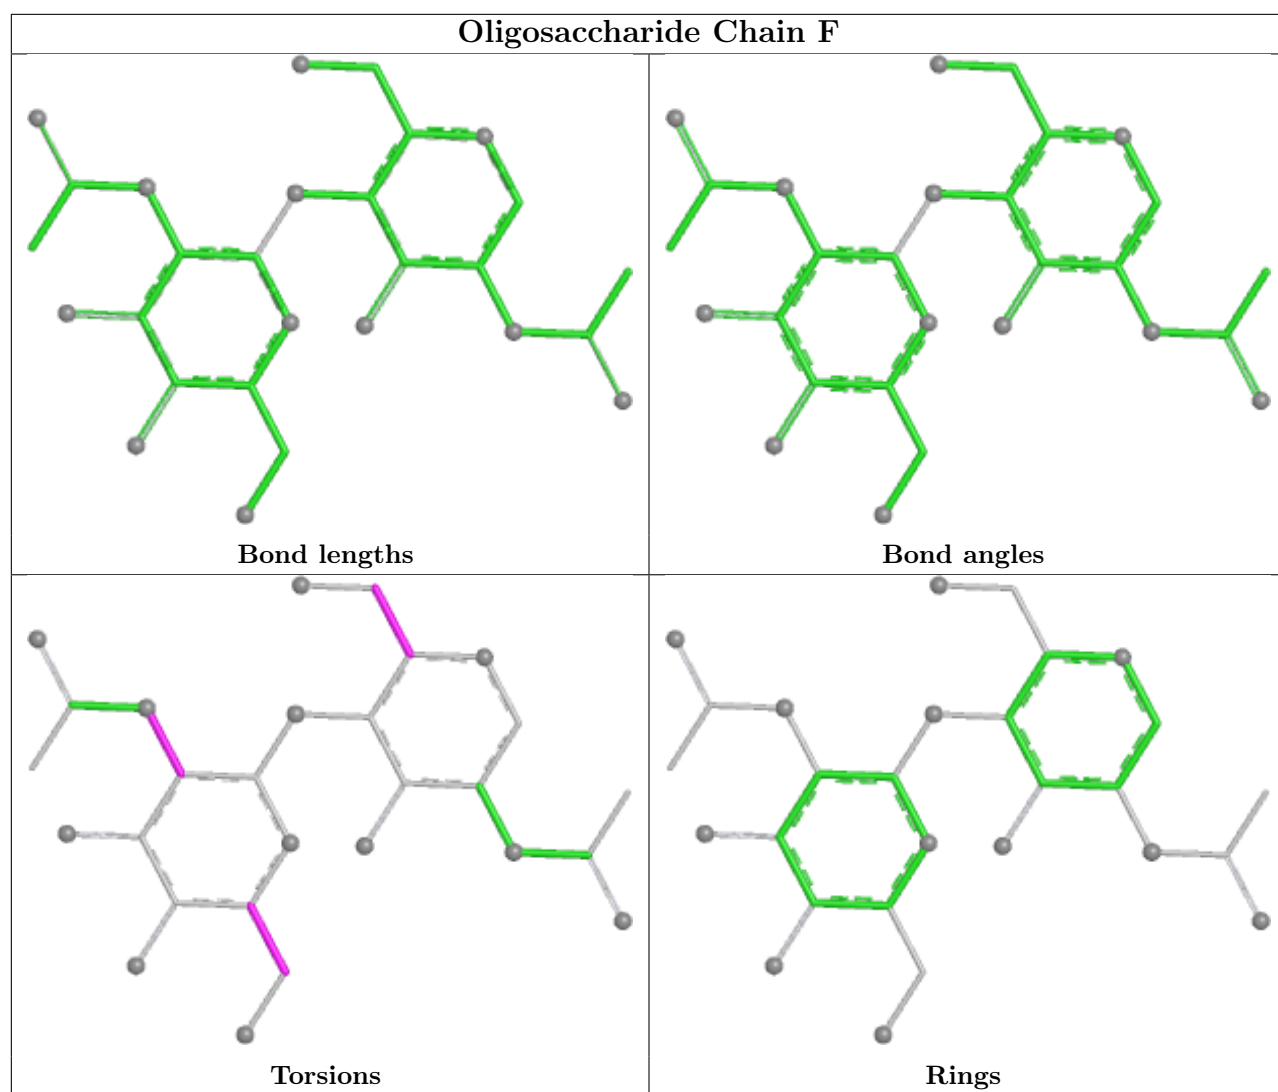 Oligosaccharide Chain F
Bond lengths
Bond angles
Torsions
Rings